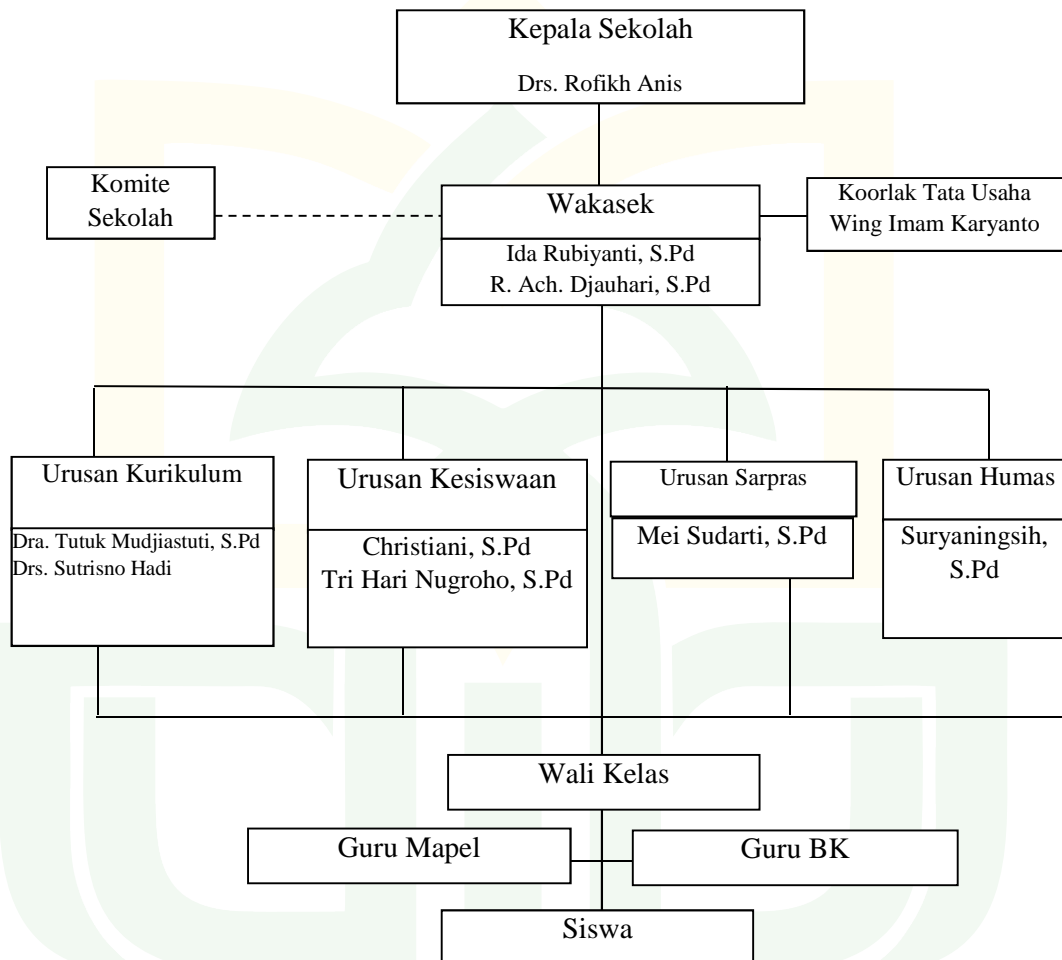 Kepala Sekolah
Drs. Rofikh Anis
Komite
Sekolah
Wakasek
Ida Rubiyanti, S.Pd
R. Ach. Djauhari, S.Pd
Koorlak Tata Usaha
Wing Imam Karyanto
Urusan Kurikulum
Dra. Tutuk Mudjiastuti, S.Pd
Drs. Sutrisno Hadi
Urusan Kesiswaan
Christiani, S.Pd
Tri Hari Nugroho, S.Pd
Urusan Sarpras
Mei Sudarti, S.Pd
Urusan Humas
Suryaningsih,
S.Pd
Wali Kelas
Guru Mapel
Guru BK
Siswa